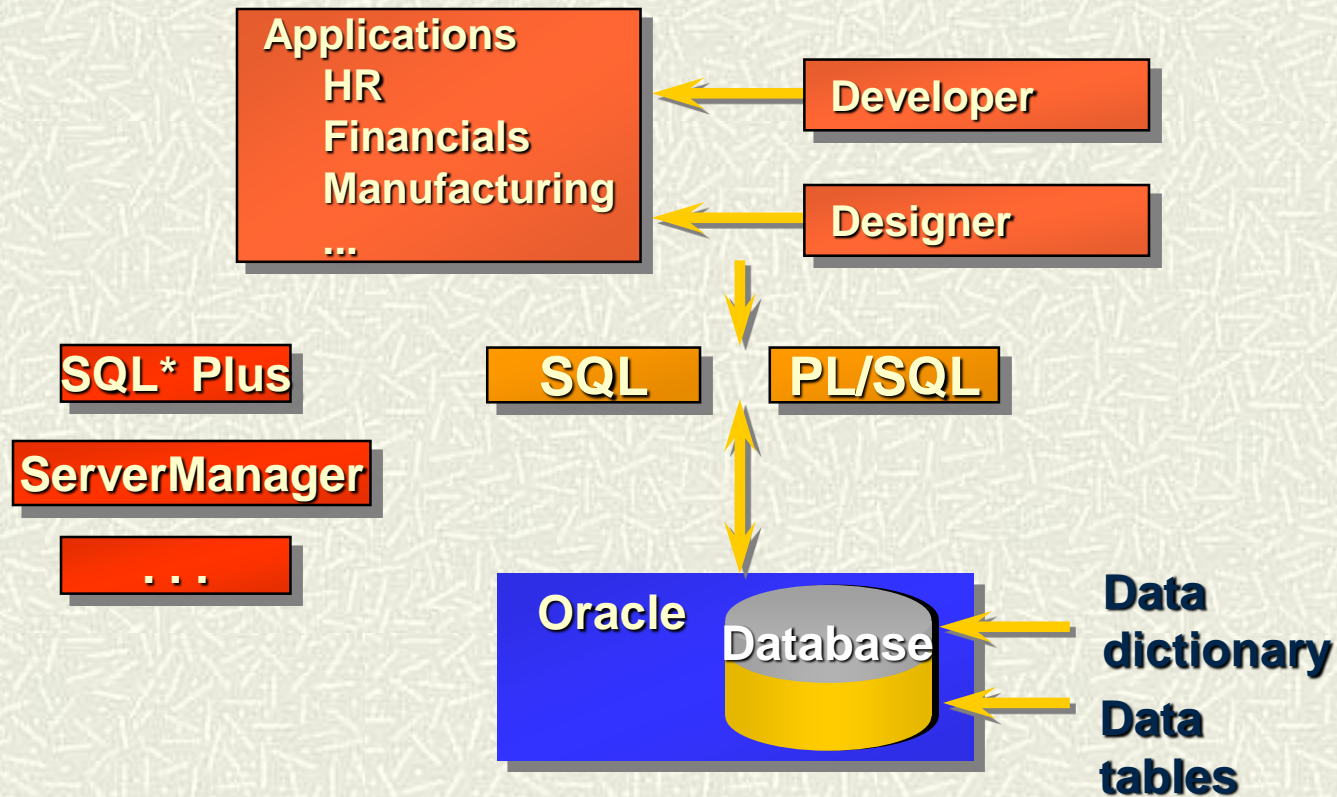 Applications
HR
Financials
Manufacturing
...
Developer
Designer
SQL* Plus
ServerManager
. . .
SQL
PL/SQL
Oracle
Database
Data
dictionary
Data
tables